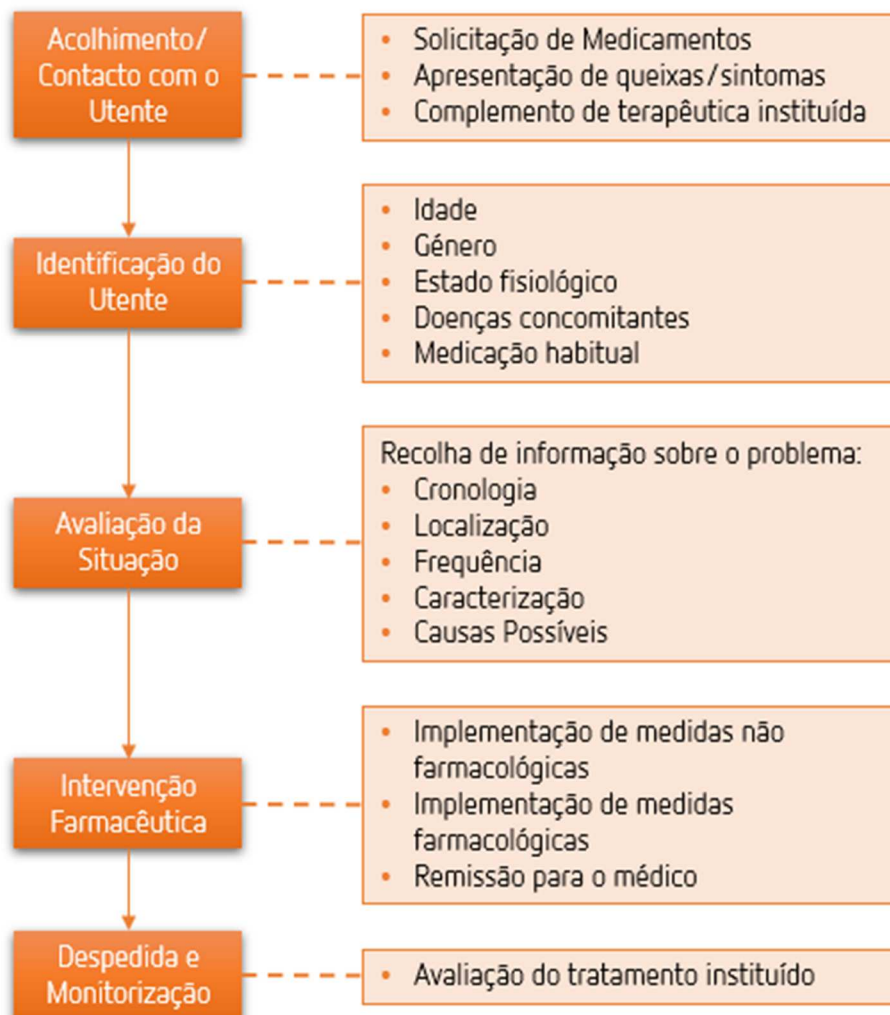 Acolhimento/
Contacto com o
Utente
• Solicitação de Medicamentos
• Apresentação de queixas/sintomas
• Complemento de terapêutica instituída
Identificação do
Utente
• Idade
• Género
• Estado fisiológico
• Doenças concomitantes
• Medicação habitual
Avaliação da
Situação
Recolha de informação sobre o problema:
• Cronologia
• Localização
• Frequência
• Caracterização
• Causas Possíveis
Intervenção
Farmacêutica
• Implementação de medidas não
farmacológicas
• Implementação de medidas
farmacológicas
• Remissão para o médico
Despedida e
Monitorização
• Avaliação do tratamento instituído